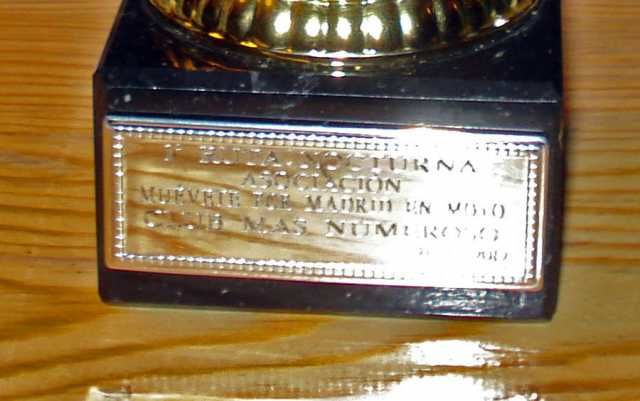 I RUTA NOCTURNA
ASOCIACION
MUEVETE POR MADRID EN MOTO
CLUB MAS NUMEROSO